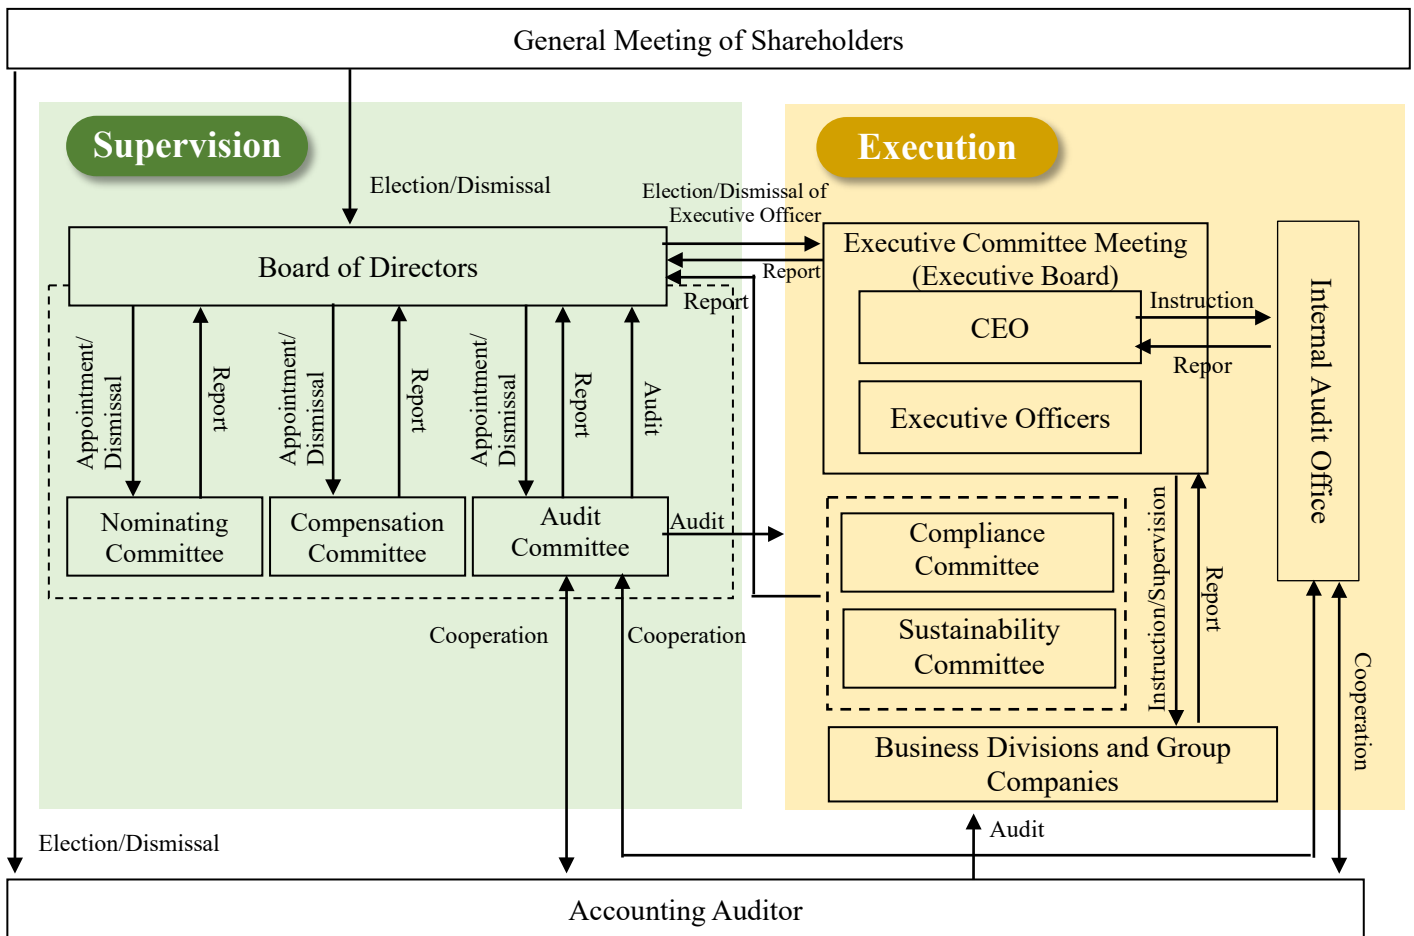 General Meeting of Shareholders
Supervision
Execution
Election/Dismissal
Election/Dismissal of
Executive Officer
Board of Directors
Report
Report
Executive Committee Meeting
(Executive Board)
CEO
Executive Officers
Instruction
Repor
Internal Audit Office
Appointment/
Dismissal
Report
Appointment/
Dismissal
Report
Appointment/
Dismissal
Report
Audit
Nominating
Committee
Compensation
Committee
Audit
Committee
Audit
Compliance
Committee
Sustainability
Committee
Instruction/Supervision
Report
Cooperation
Cooperation
Cooperation
Business Divisions and Group
Companies
Election/Dismissal
Audit
Accounting Auditor